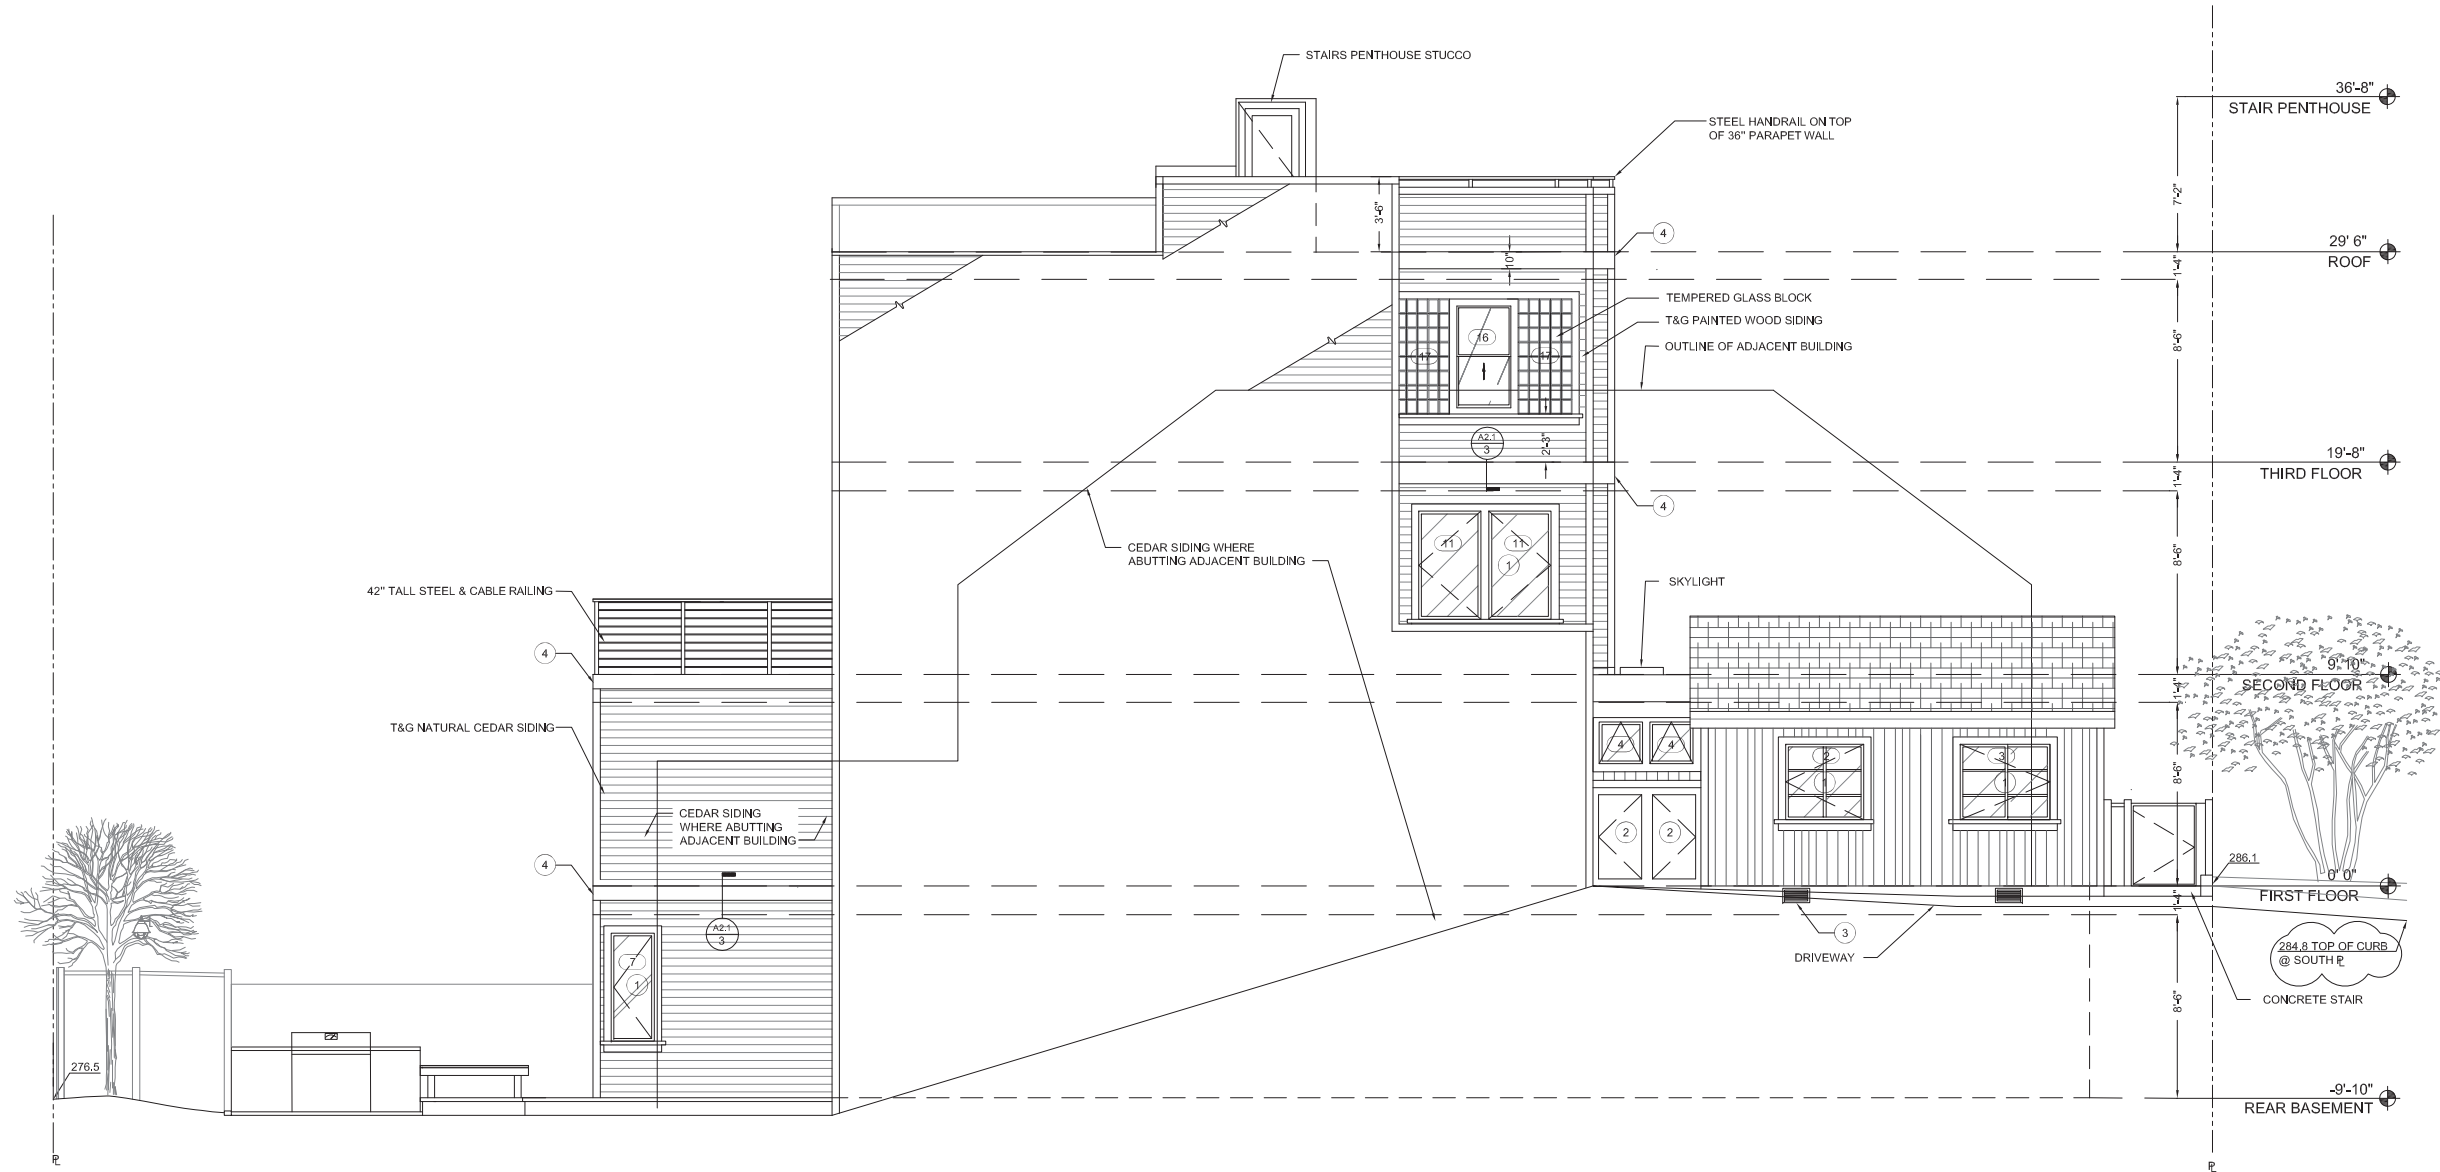 STAIRS PENTHOUSE STUCCO
36'-8"
STAIR PENTHOUSE
STEEL HANDRAIL ON TOP
OF 36" PARAPET WALL
7'-2"
3'-6"
4
29' 6"
ROOF
10"
1'-4"
TEMPERED GLASS BLOCK
T&G PAINTED WOOD SIDING
OUTLINE OF ADJACENT BUILDING
16
17
17
8'-6"
A2.1
3
2'-3"
19'-8"
THIRD FLOOR
1'-4"
4
CEDAR SIDING WHERE
ABUTTING ADJACENT BUILDING
11
11
1
8'-6"
SKYLIGHT
42" TALL STEEL & CABLE RAILING
4
9'-10"
SECOND FLOOR
1'-4"
T&G NATURAL CEDAR SIDING
4
4
2
1
3
1
8'-6"
CEDAR SIDING
WHERE ABUTTING
ADJACENT BUILDING
2
2
4
286.1
0' 0"
FIRST FLOOR
1'-4"
A2.1
3
3
DRIVEWAY
284.8 TOP OF CURB
@ SOUTH PL
CONCRETE STAIR
7
1
8'-6"
276.5
-9'-10"
REAR BASEMENT
PL
PL